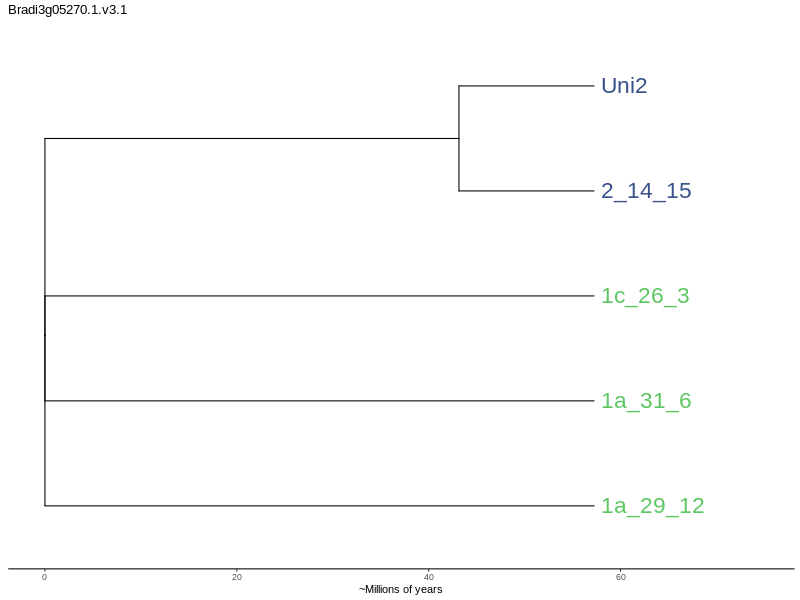 Bradi3g05270.1.v3.1
Uni2
2_14_15
1c_26_3
1a_31_6
1a_29_12
0 20 40 60
~Millions of years